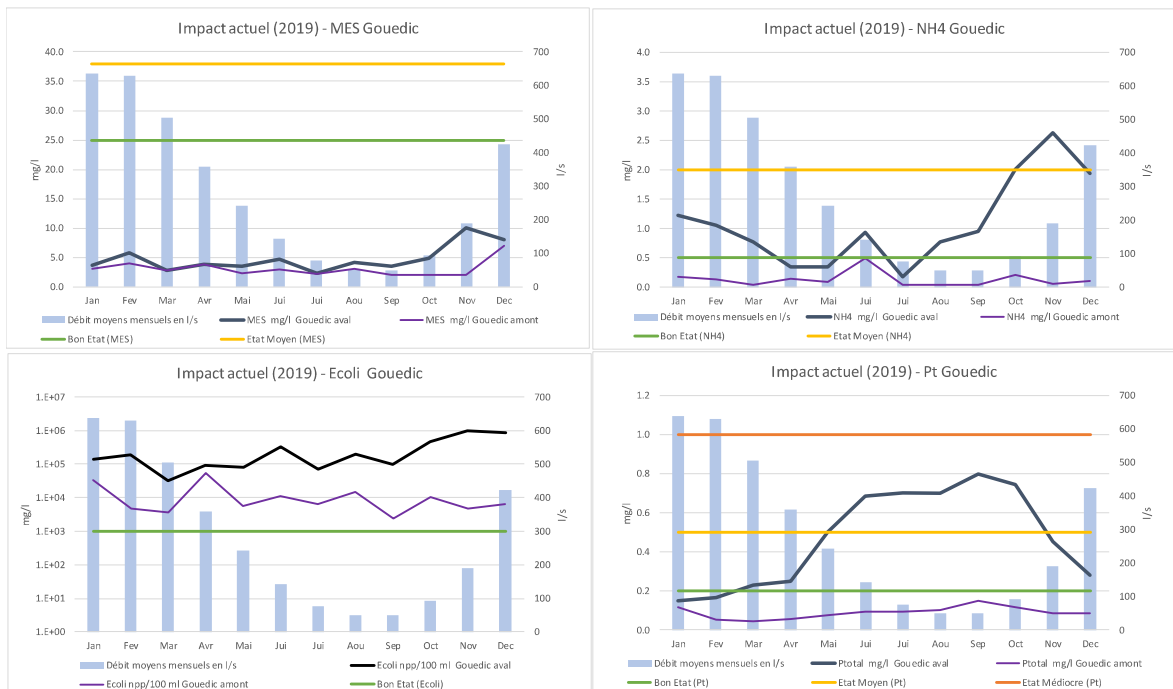 Impact actuel (2019) - MES Gouedic
40.0
35.0
30.0
25.0
20.0
15.0
10.0
5.0
0.0
mg/l
700
600
500
400
300
200
100
0
l/s
Jan Fev Mar Avr Mai Jui Jui Aou Sep Oct Nov Dec
Débit moyens mensuels en l/s MES mg/l Gouedic aval MES mg/l Gouedic amont
Bon Etat (MES) Etat Moyen (MES)
Impact actuel (2019) - NH4 Gouedic
4.0
3.5
3.0
2.5
2.0
1.5
1.0
0.5
0.0
mg/l
700
600
500
400
300
200
100
0
l/s
Jan Fev Mar Avr Mai Jui Jui Aou Sep Oct Nov Dec
Débit moyens mensuels en l/s NH4 mg/l Gouedic aval NH4 mg/l Gouedic amont
Bon Etat (NH4) Etat Moyen (NH4)
Impact actuel (2019) - Ecoli Gouedic
1.E+07
1.E+06
1.E+05
1.E+04
1.E+03
1.E+02
1.E+01
1.E+00
mg/l
700
600
500
400
300
200
100
0
l/s
Jan Fev Mar Avr Mai Jui Jui Aou Sep Oct Nov Dec
Débit moyens mensuels en l/s Ecoli npp/100 ml Gouedic aval
Ecoli npp/100 ml Gouedic amont Bon Etat (Ecoli)
Impact actuel (2019) - Pt Gouedic
1.2
1.0
0.8
0.6
0.4
0.2
0.0
mg/l
700
600
500
400
300
200
100
0
l/s
Jan Fev Mar Avr Mai Jui Jui Aou Sep Oct Nov Dec
Débit moyens mensuels en l/s Ptotal mg/l Gouedic aval Ptotal mg/l Gouedic amont
Bon Etat (Pt) Etat Moyen (Pt) Etat Médiocre (Pt)